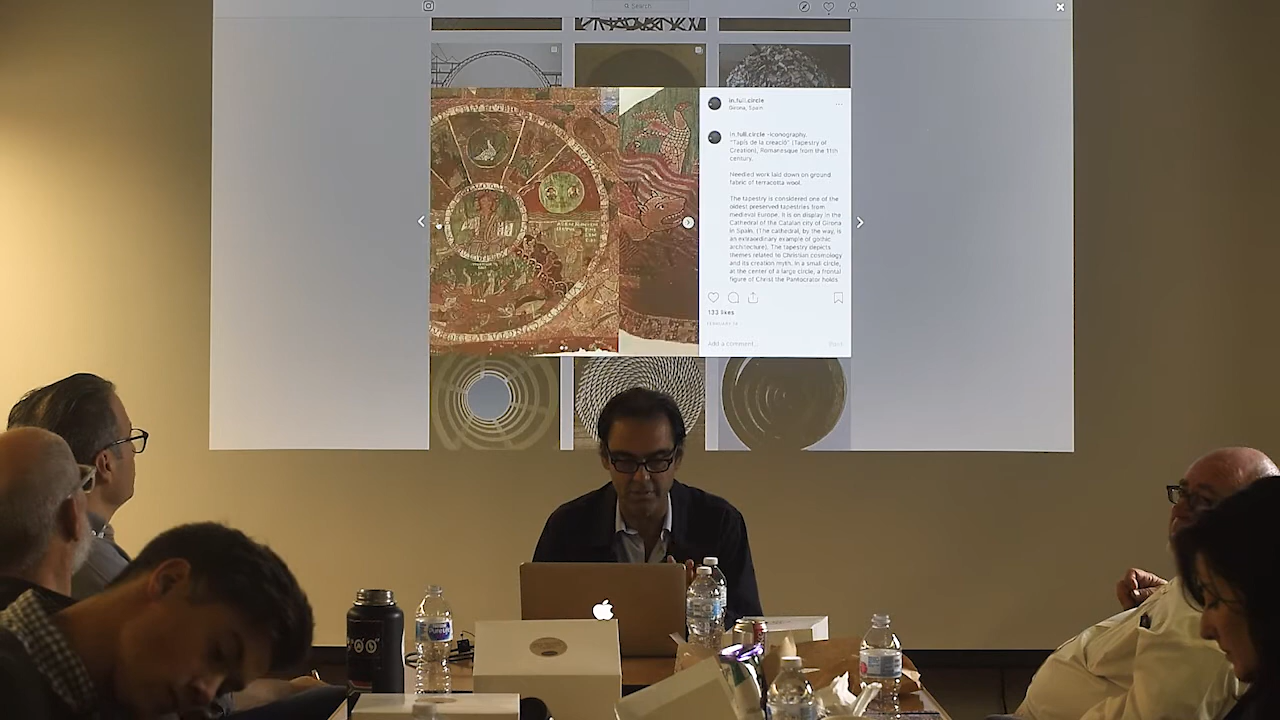 Search
in.full.circle
Girona, Spain
in.full.circle -Iconography.
"Tapís de la creació" (Tapestry of
Creation), Romanesque from the 11th
century.
Needled work laid down on ground
fabric of terracotta wool.
The tapestry is considered one of the
oldest preserved tapestries from
medieval Europe. It is on display in the
Cathedral of the Catalan city of Girona
in Spain. (The cathedral, by the way, is
an extraordinary example of gothic
architecture). The tapestry depicts
themes related to Christian cosmology
and its creation myth. In a small circle,
at the center of a large circle, a frontal
figure of Christ the Pantocrator holds
133 likes
Add a comment...
Post
Pure Life